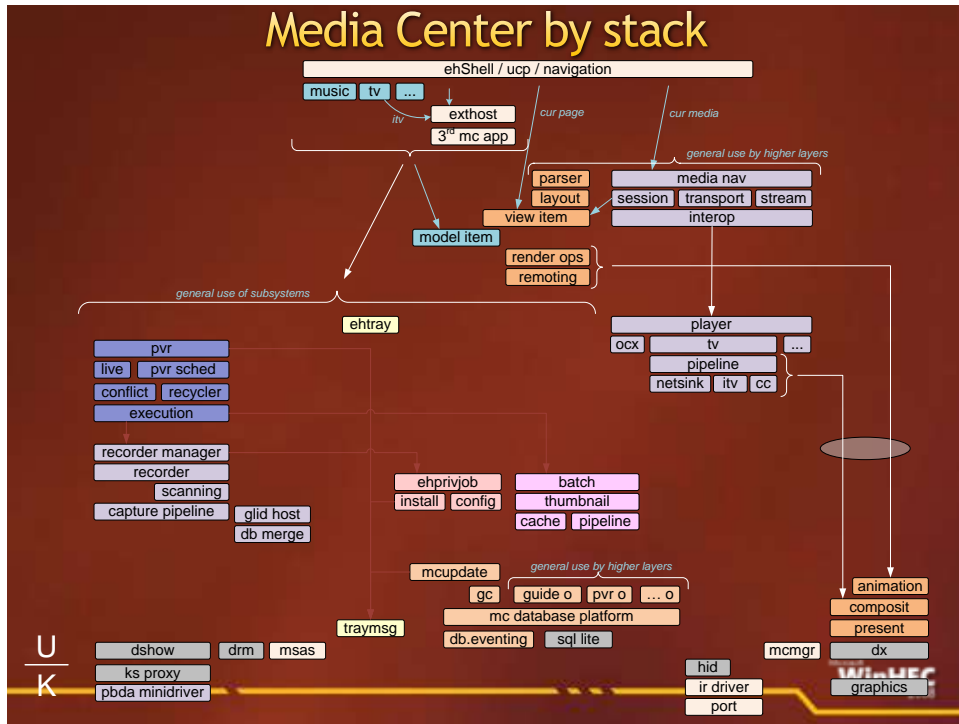 Media Center by stack
ehShell / ucp / navigation
music tv ...
exthost
itv
cur page
cur media
3rd mc app
general use by higher layers
parser media nav
layout session transport stream
view item interop
model item
render ops
remoting
general use of subsystems
ehtray player
pvr ocx tv ...
live pvr sched pipeline
conflict recycler netsink itv cc
execution
recorder manager
recorder
scanning
capture pipeline
glid host
db merge
ehprivjob batch
install config thumbnail
cache pipeline
mcupdate general use by higher layers
gc guide o pvr o ... o
mc database platform
traymsg db.eventing sql lite
animation
composit
present
U dshow drm msas mcmgr dx
K ks proxy hid
pbda minidriver ir driver graphics
port
WinHEC